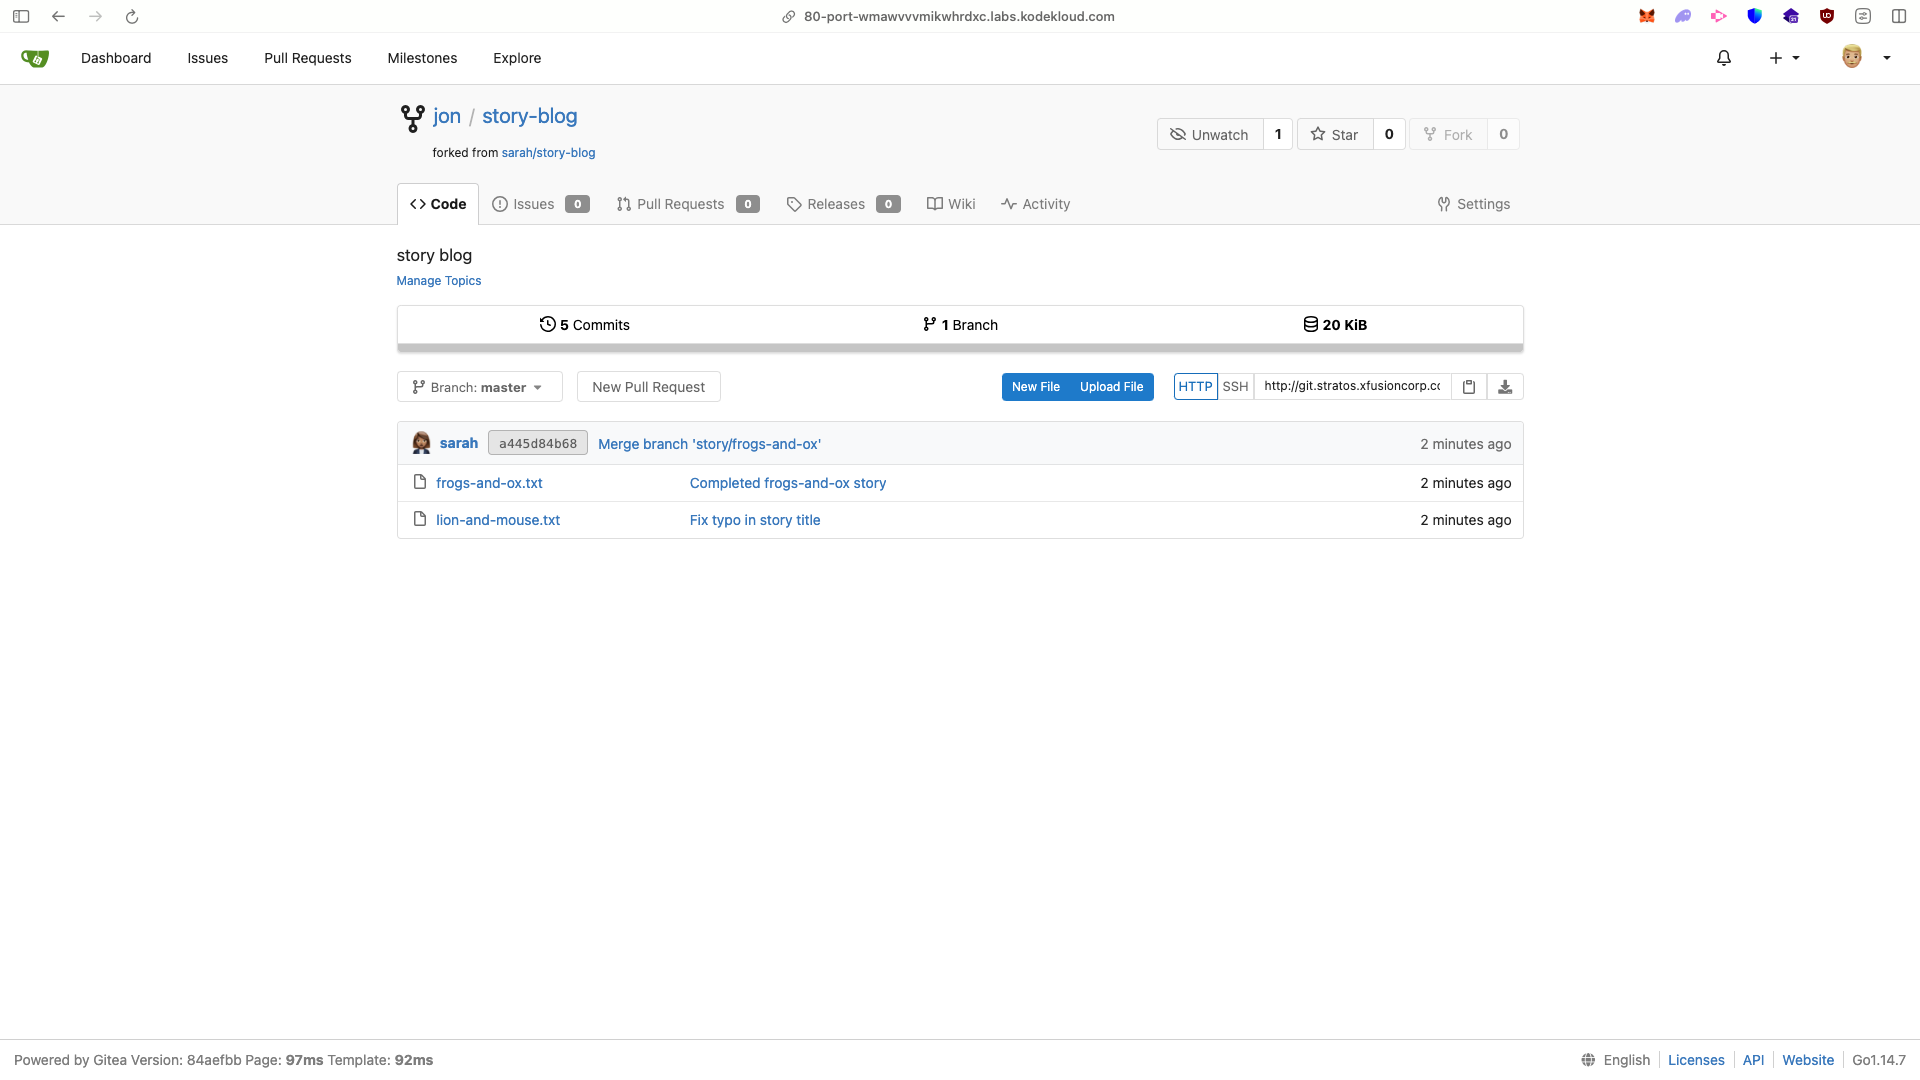 80-port-wmawvvvmikwhrdxc.labs.kodekloud.com
Dashboard Issues Pull Requests Milestones Explore
jon / story-blog
forked from sarah/story-blog
Unwatch 1 Star 0 Fork 0
Code Issues 0 Pull Requests 0 Releases 0 Wiki Activity Settings
story blog
Manage Topics
5 Commits 1 Branch 20 KiB
Branch: master New Pull Request New File Upload File HTTP SSH http://git.stratos.xfusioncorp.cc
sarah a445d84b68 Merge branch 'story/frogs-and-ox' 2 minutes ago
frogs-and-ox.txt Completed frogs-and-ox story 2 minutes ago
lion-and-mouse.txt Fix typo in story title 2 minutes ago
Powered by Gitea Version: 84aefbb Page: 97ms Template: 92ms English Licenses API Website Go1.14.7